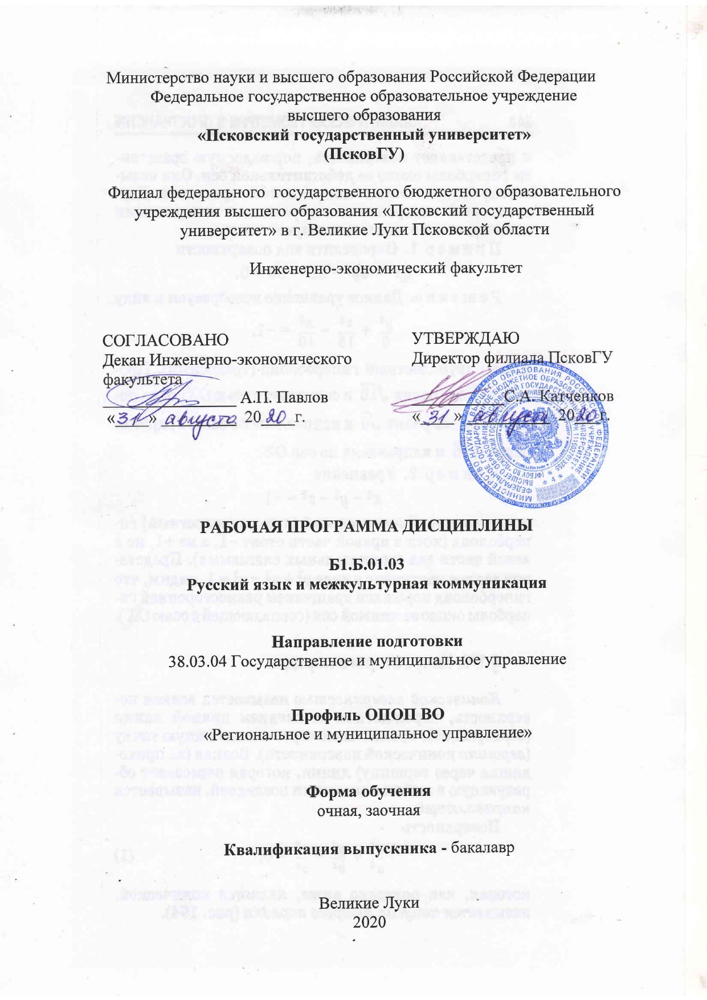 Министерство науки и высшего образования Российской Федерации
Федеральное государственное образовательное учреждение
высшего образования
«Псковский государственный университет»
(ПсковГУ)
Филиал федерального государственного бюджетного образовательного
учреждения высшего образования «Псковский государственный
университет» в г. Великие Луки Псковской области
Инженерно-экономический факультет
СОГЛАСОВАНО
Декан Инженерно-экономического
факультета
А.П. Павлов
«31» августа 2020 г.
УТВЕРЖДАЮ
Директор филиала ПсковГУ
С.А. Катченков
«31» августа 2020 г.
РАБОЧАЯ ПРОГРАММА ДИСЦИПЛИНЫ
Б1.Б.01.03
Русский язык и межкультурная коммуникация
Направление подготовки
38.03.04 Государственное и муниципальное управление
Профиль ОПОП ВО
«Региональное и муниципальное управление»
Форма обучения
очная, заочная
Квалификация выпускника - бакалавр
Великие Луки
2020